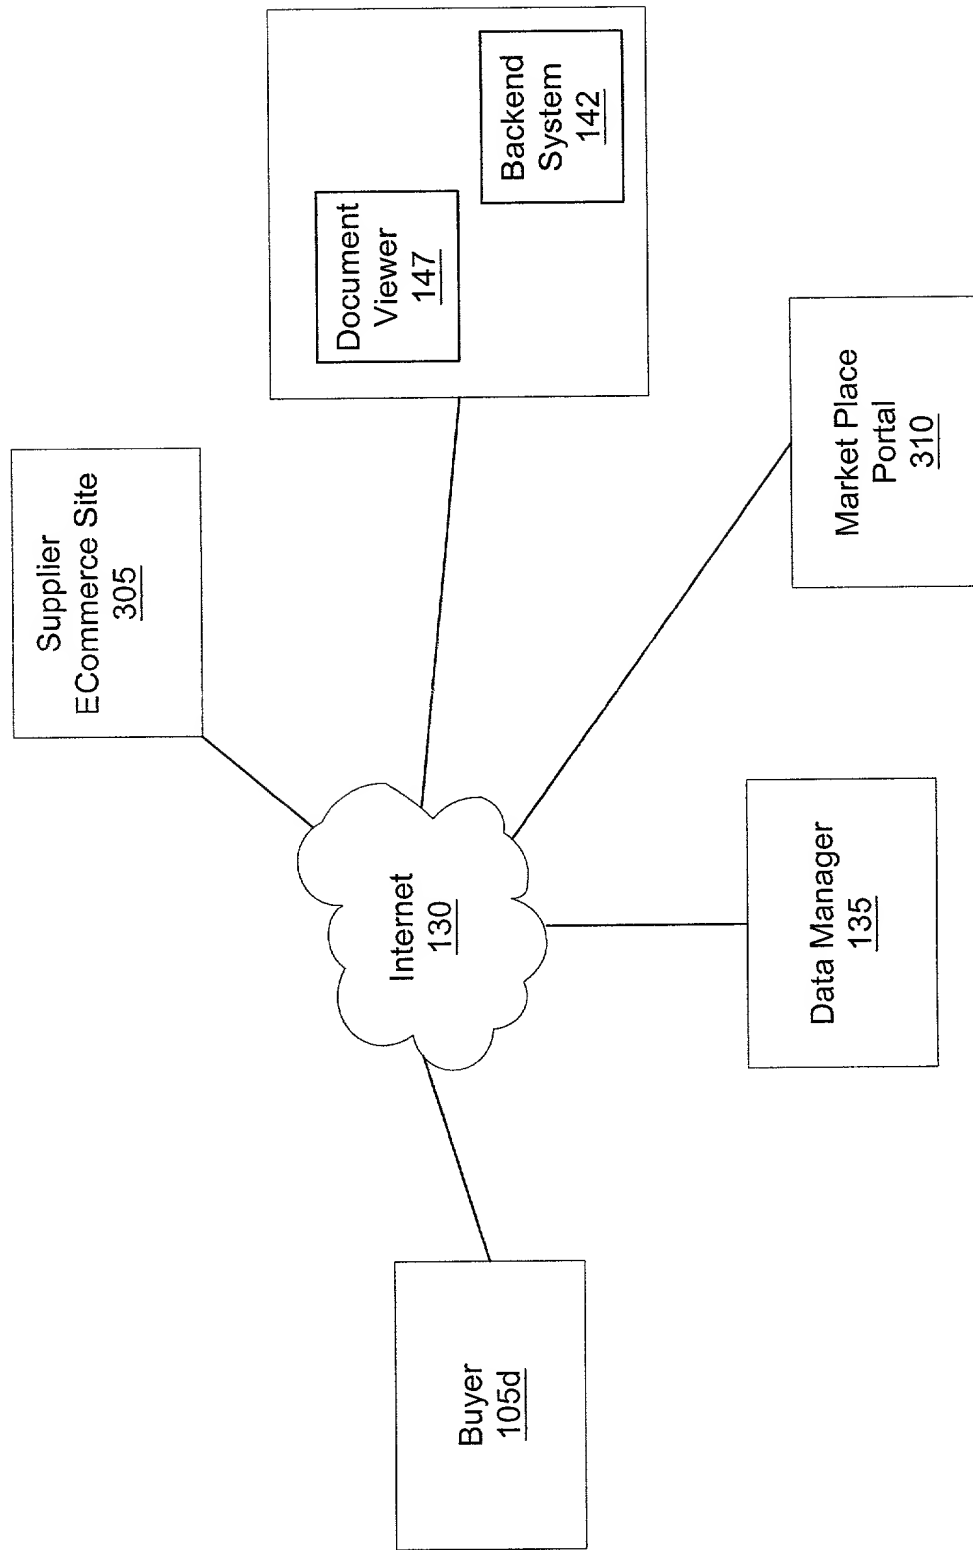 Supplier
ECommerce Site
305
Document
Viewer
147
Backend
System
142
Internet
130
Buyer
105d
Data Manager
135
Market Place
Portal
310